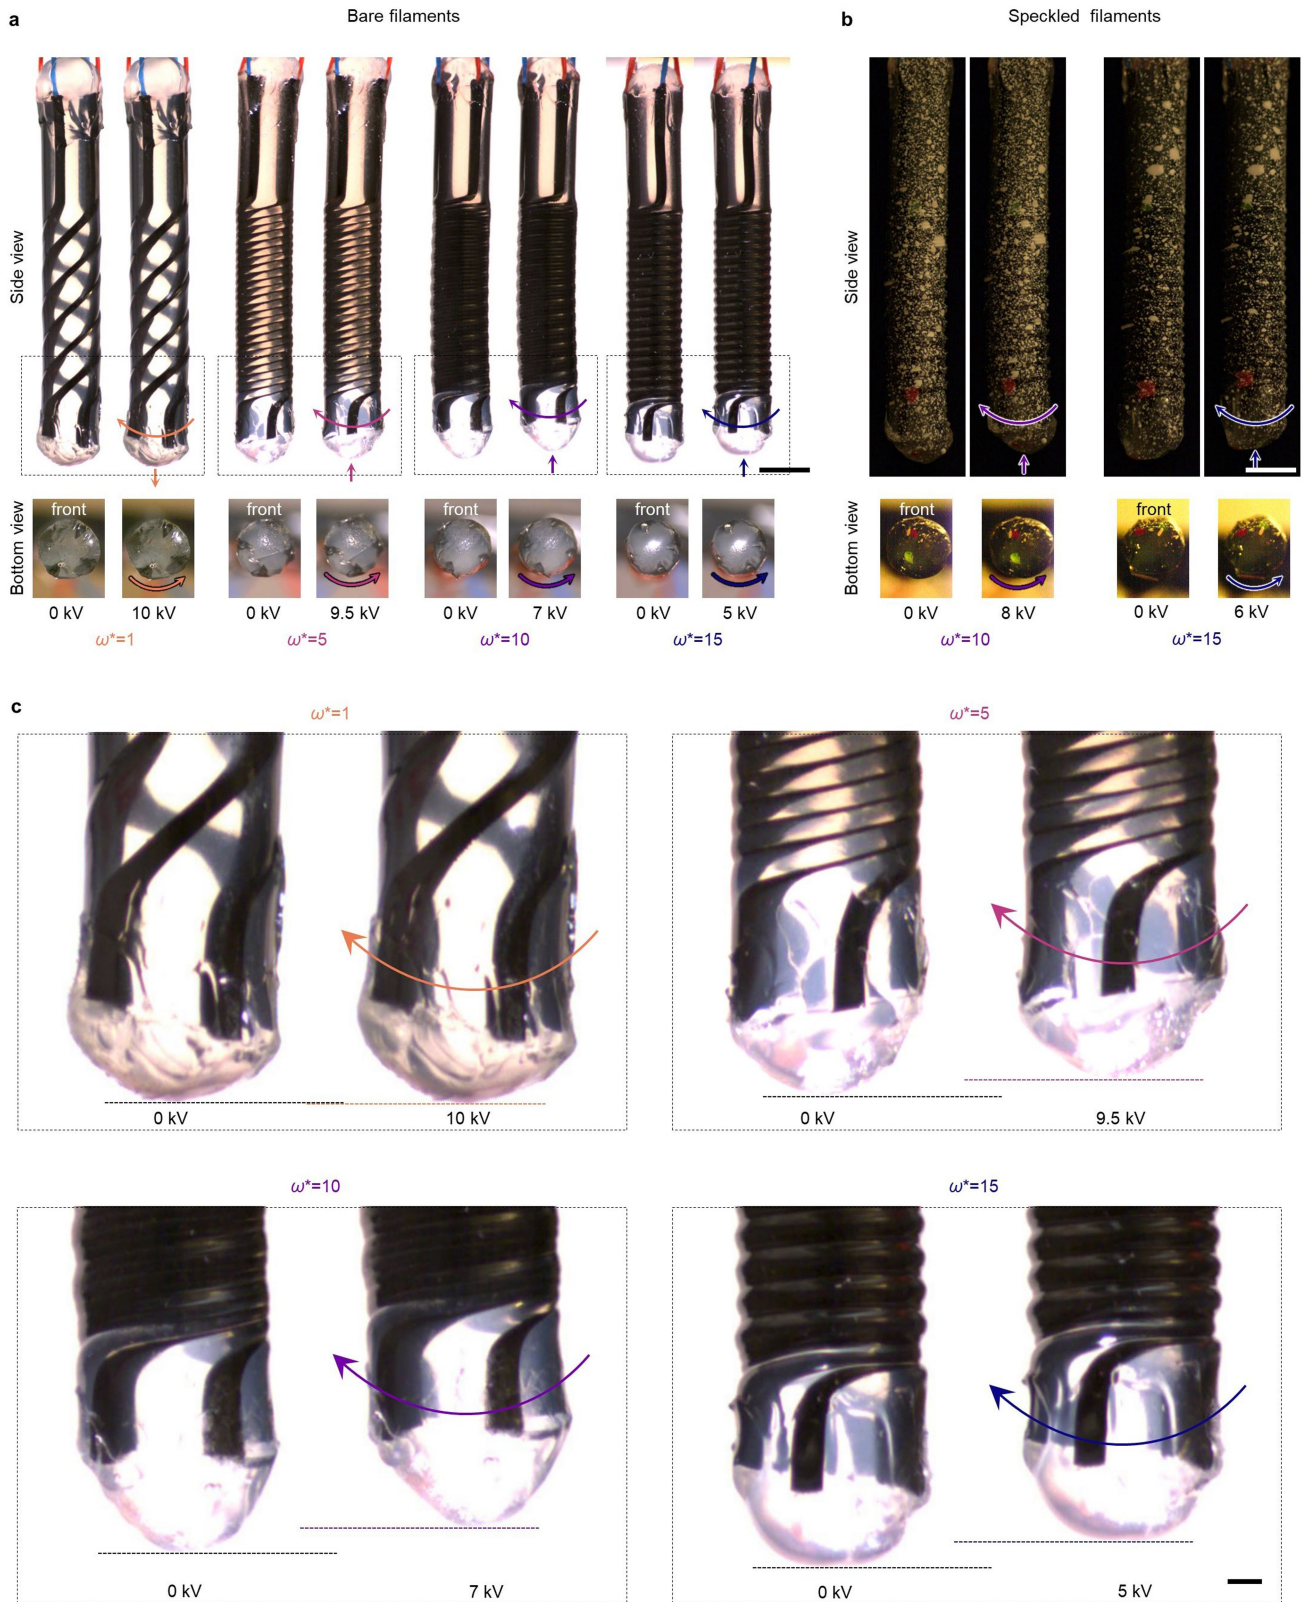 a
Bare filaments
b
Speckled filaments
Side view
Side view
Bottom view
front
front
front
front
Bottom view
front
front
0 kV
10 kV
0 kV
9.5 kV
0 kV
7 kV
0 kV
5 kV
0 kV
8 kV
0 kV
6 kV
ω*=1
ω*=5
ω*=10
ω*=15
ω*=10
ω*=15
c
ω*=1
ω*=5
0 kV
10 kV
0 kV
9.5 kV
ω*=10
ω*=15
0 kV
7 kV
0 kV
5 kV